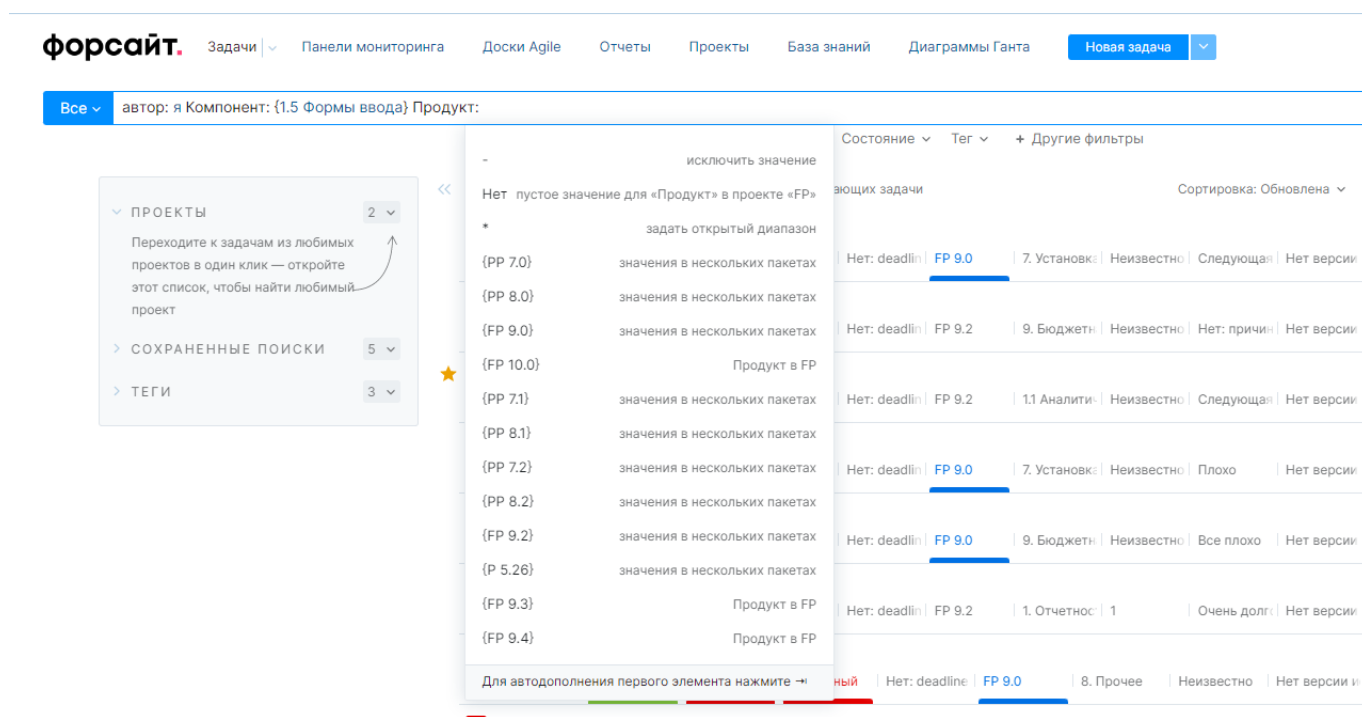 форсайт. Задачи Панели мониторинга Доски Agile Отчеты Проекты База знаний Диаграммы Ганта Новая задача
Все автор: я Компонент: {1.5 Формы ввода} Продукт:
Состояние Тег + Другие фильтры
- исключить значение
Нет пустое значение для «Продукт» в проекте «FP»
* задать открытый диапазон
{PP 7.0} значения в нескольких пакетах
{PP 8.0} значения в нескольких пакетах
{FP 9.0} значения в нескольких пакетах
{FP 10.0} Продукт в FP
{PP 7.1} значения в нескольких пакетах
{PP 8.1} значения в нескольких пакетах
{PP 7.2} значения в нескольких пакетах
{PP 8.2} значения в нескольких пакетах
{FP 9.2} значения в нескольких пакетах
{P 5.26} значения в нескольких пакетах
{FP 9.3} Продукт в FP
{FP 9.4} Продукт в FP
Для автодополнения первого элемента нажмите
ПРОЕКТЫ 2
Переходите к задачам из любимых
проектов в один клик — откройте
этот список, чтобы найти любимый
проект
СОХРАНЕННЫЕ ПОИСКИ 5
ТЕГИ 3
ающих задачи Сортировка: Обновлена
Нет: deadlin FP 9.0 7. Установка Неизвестно Следующая Нет версии
Нет: deadlin FP 9.2 9. Бюджетн Неизвестно Нет: причин Нет версии
Нет: deadlin FP 9.2 1.1 Аналитич Неизвестно Следующая Нет версии
Нет: deadlin FP 9.0 7. Установка Неизвестно Плохо Нет версии
Нет: deadlin FP 9.0 9. Бюджетн Неизвестно Все плохо Нет версии
Нет: deadlin FP 9.2 1. Отчетнос 1 Очень долго Нет версии
ный Нет: deadline FP 9.0 8. Прочее Неизвестно Нет версии и